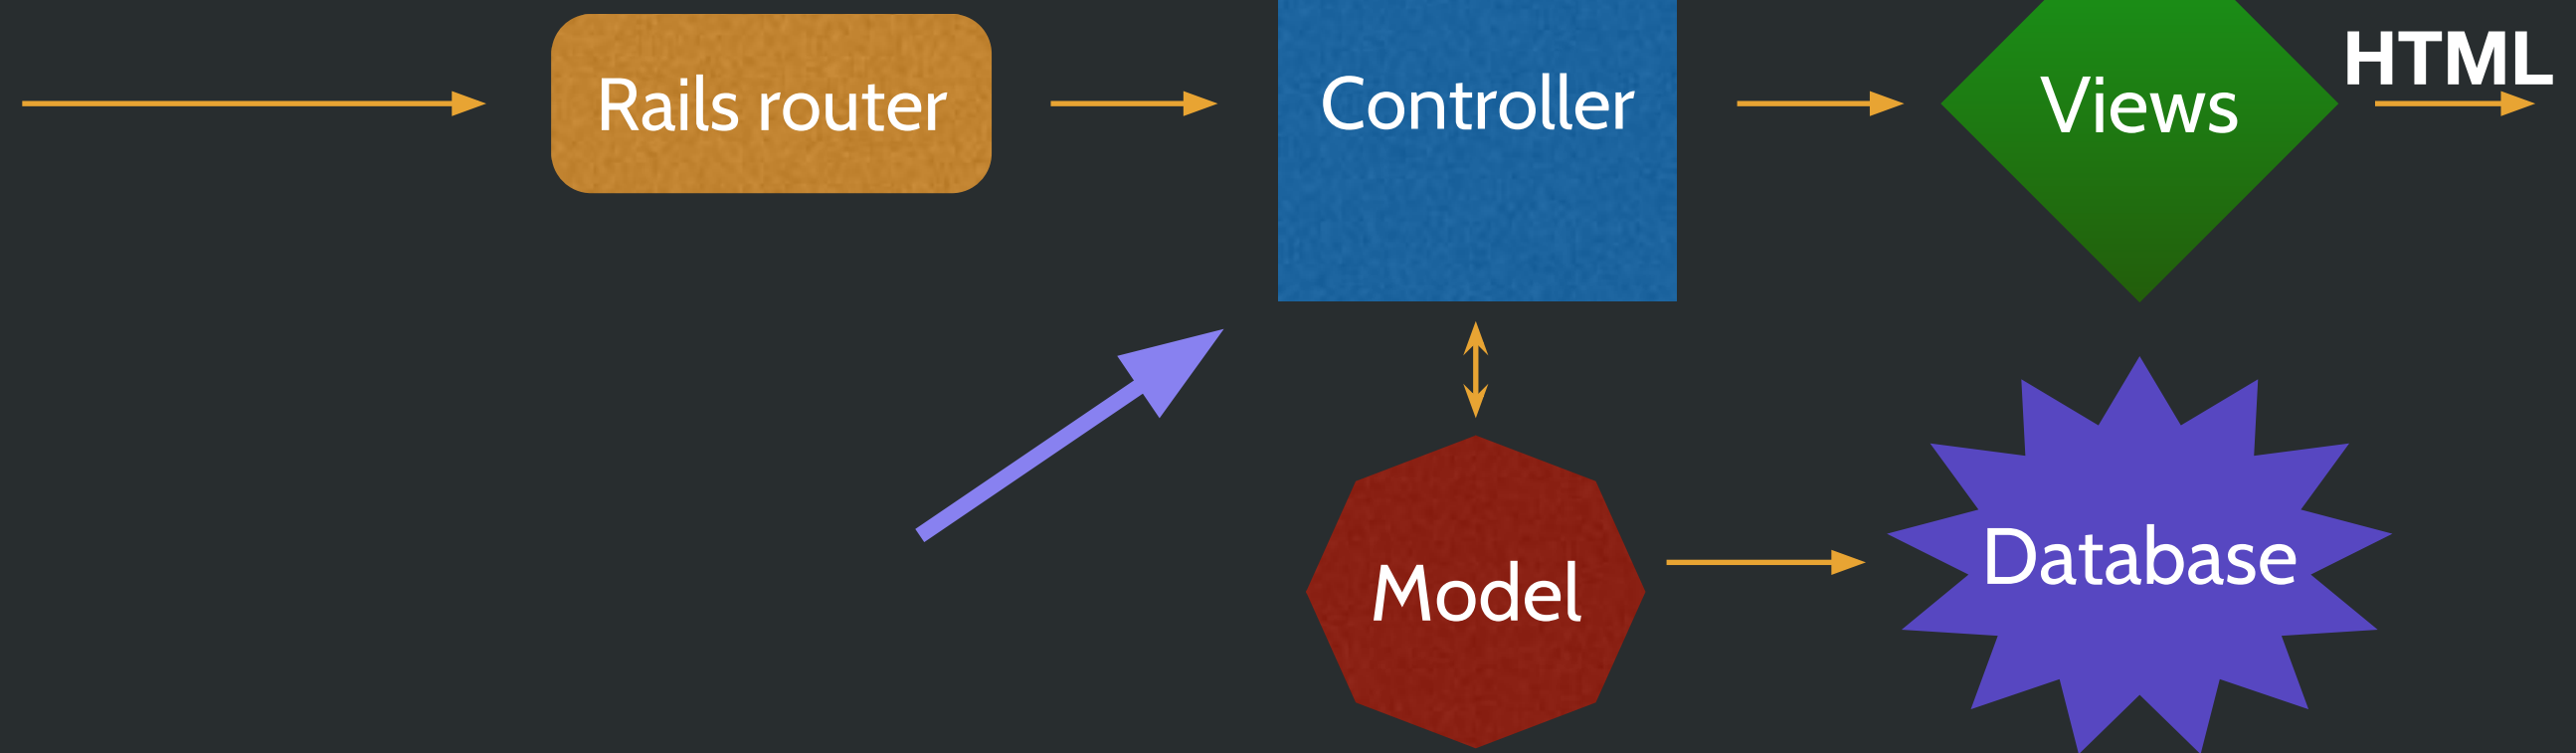 Rails router
Controller
Views
HTML
Model
Database